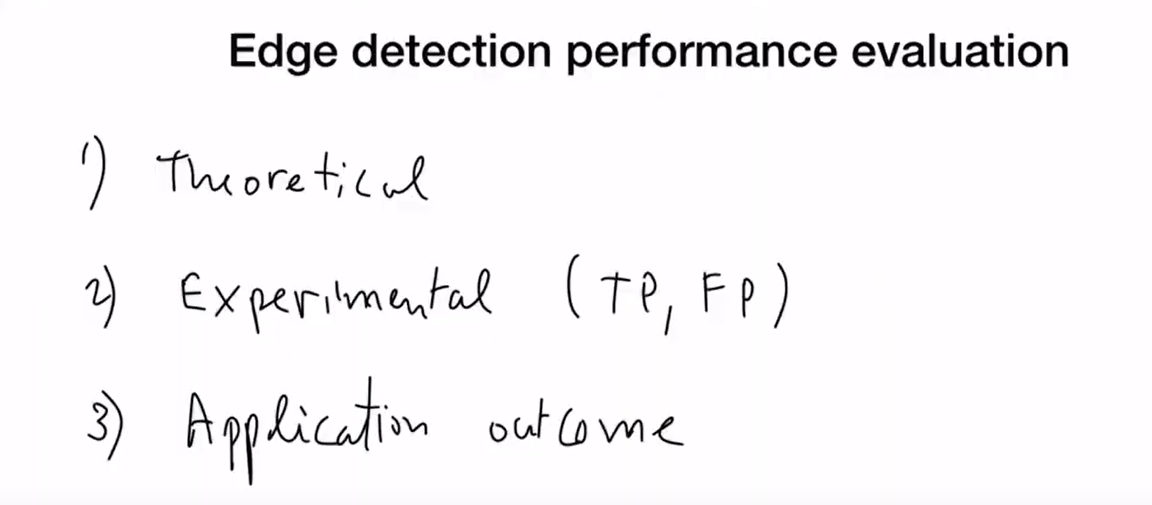 Edge detection performance evaluation
1) Theoretical
2) Experimental (TP, FP)
3) Application outcome